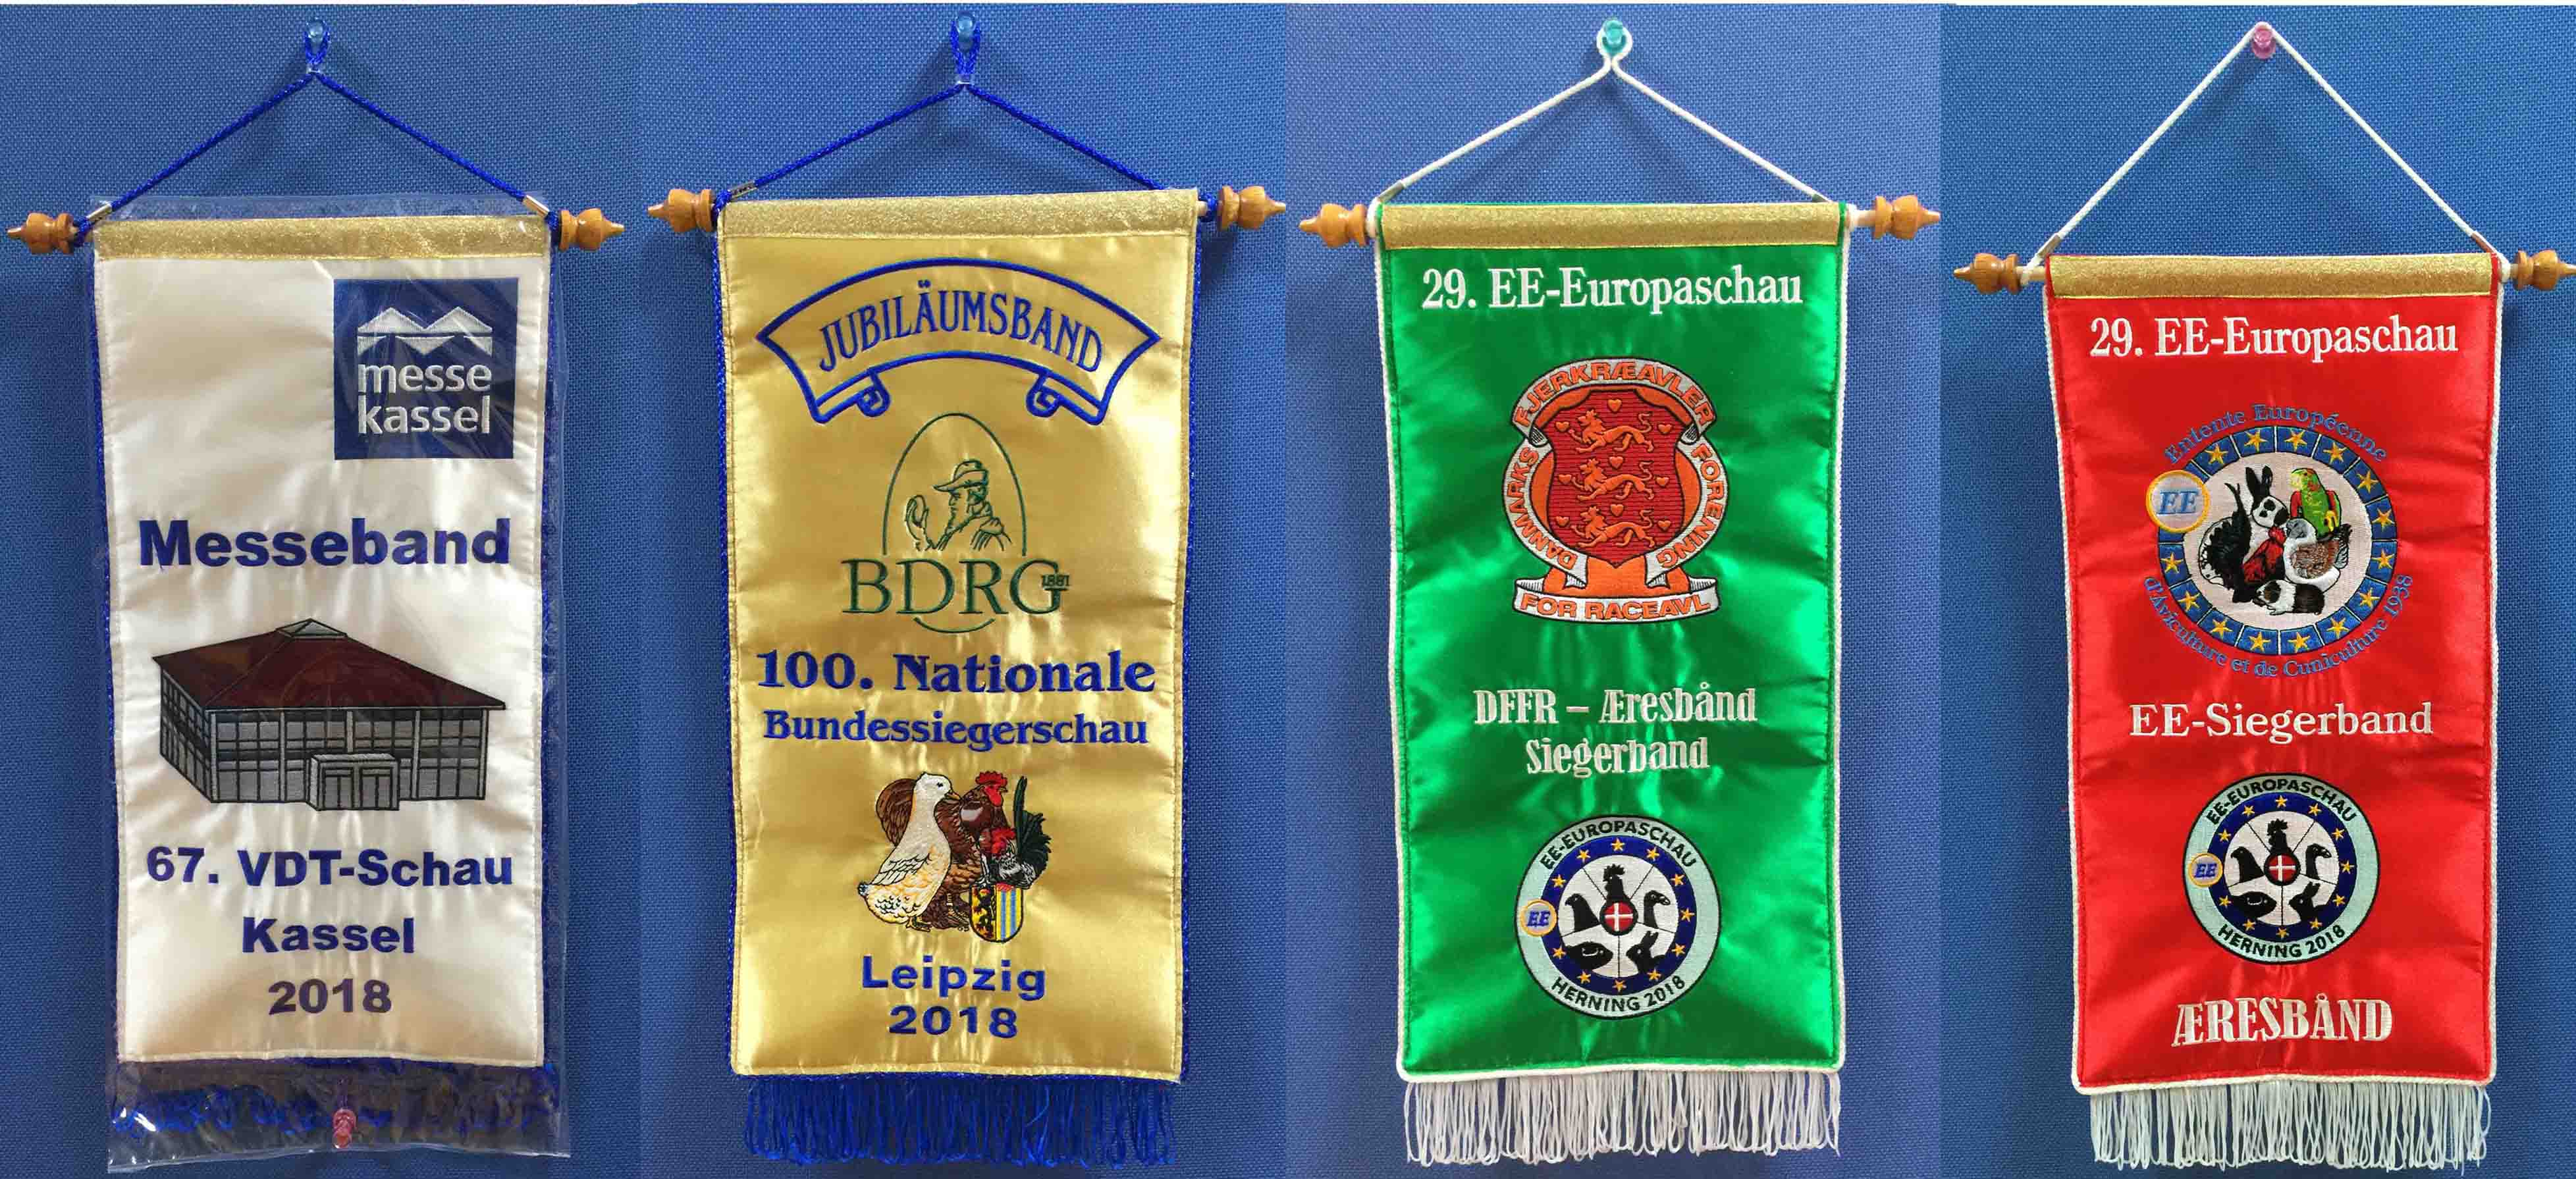 messe
kassel
Messeband
67. VDT-Schau
Kassel
2018
JUBILÄUMSBAND
BDRG 1881
100. Nationale
Bundessiegerschau
Leipzig
2018
29. EE-Europaschau
DANMARKS FJERKRÆAVLER FORENING
FOR RACEAVL
DFFR – Æresbånd
Siegerband
EE-EUROPASCHAU
EE
HERNING 2018
29. EE-Europaschau
Entente Européenne
EE
d'Aviculture et de Cuniculture 1938
EE-Siegerband
EE-EUROPASCHAU
EE
HERNING 2018
ÆRESBÅND